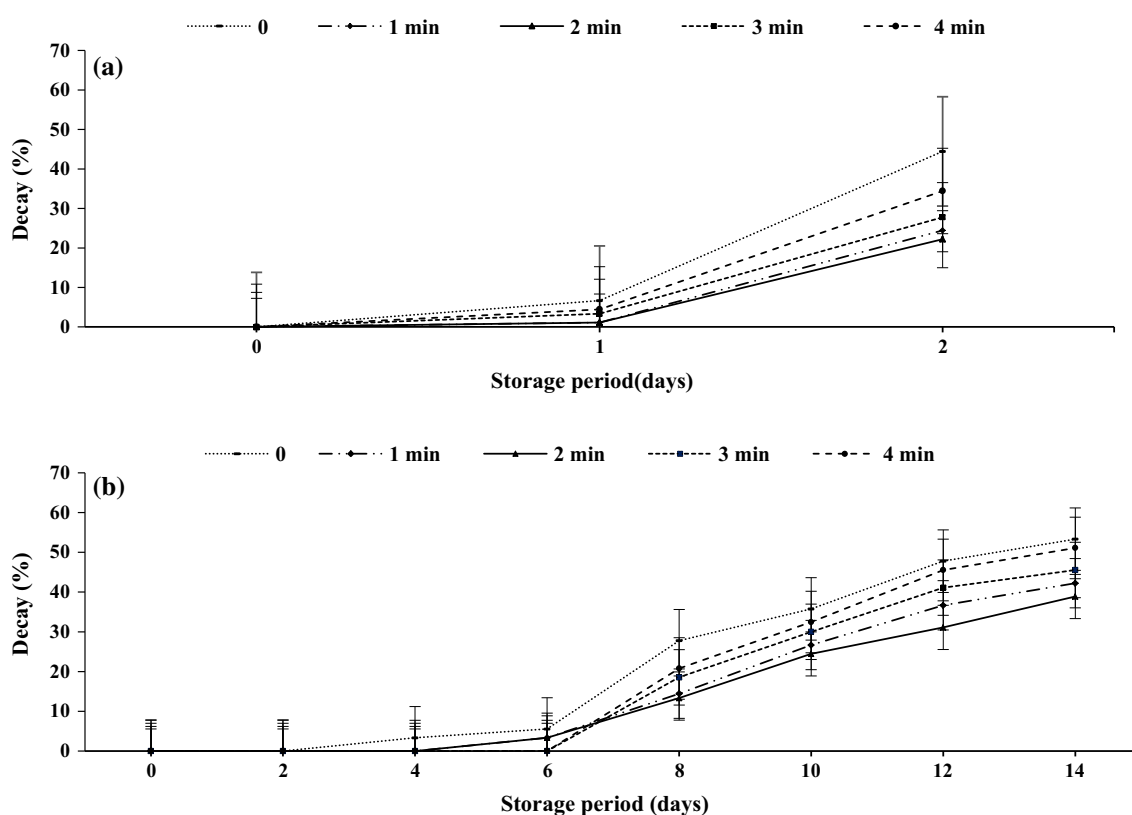 0 1 min 2 min 3 min 4 min
(a)
70
60
50
40
30
20
10
0
Decay (%)
0 1 2
Storage period(days)
0 1 min 2 min 3 min 4 min
(b)
70
60
50
40
30
20
10
0
Decay (%)
0 2 4 6 8 10 12 14
Storage period (days)